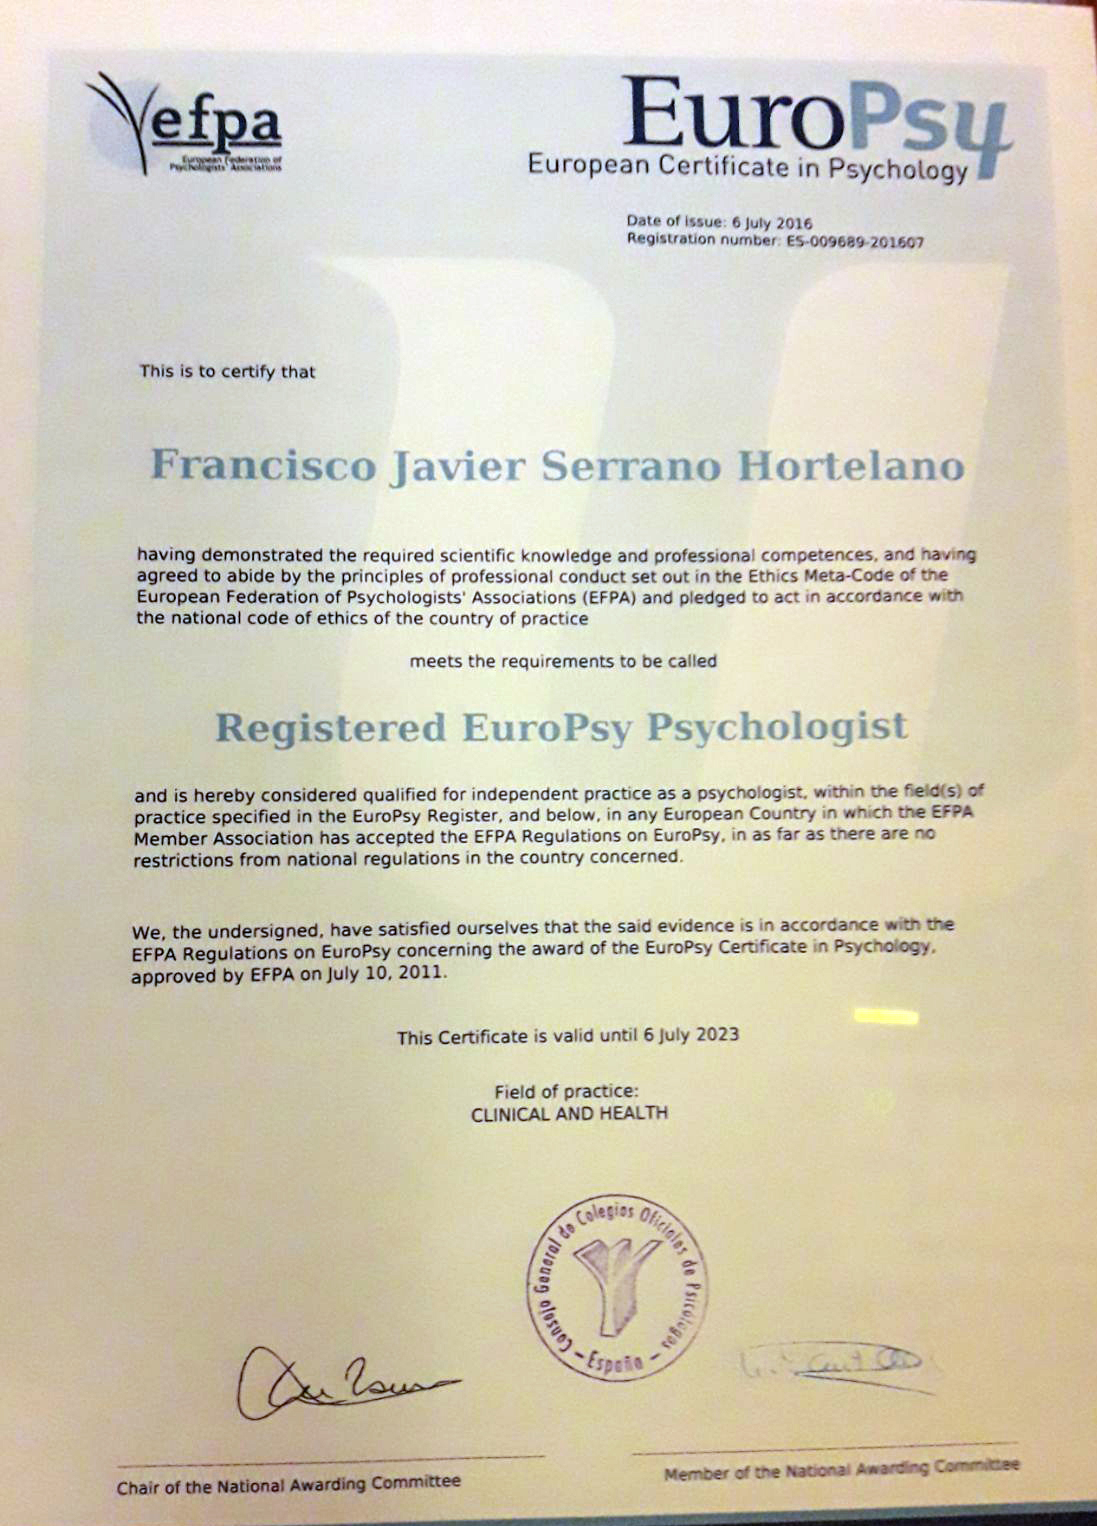 efpa
European Federation of
Psychologists' Associations
EuroPsy
European Certificate in Psychology
Date of issue: 6 July 2016
Registration number: ES-009689-201607
This is to certify that
Francisco Javier Serrano Hortelano
having demonstrated the required scientific knowledge and professional competences, and having
agreed to abide by the principles of professional conduct set out in the Ethics Meta-Code of the
European Federation of Psychologists' Associations (EFPA) and pledged to act in accordance with
the national code of ethics of the country of practice
meets the requirements to be called
Registered EuroPsy Psychologist
and is hereby considered qualified for independent practice as a psychologist, within the field(s) of
practice specified in the EuroPsy Register, and below, in any European Country in which the EFPA
Member Association has accepted the EFPA Regulations on EuroPsy, in as far as there are no
restrictions from national regulations in the country concerned.
We, the undersigned, have satisfied ourselves that the said evidence is in accordance with the
EFPA Regulations on EuroPsy concerning the award of the EuroPsy Certificate in Psychology,
approved by EFPA on July 10, 2011.
This Certificate is valid until 6 July 2023
Field of practice:
CLINICAL AND HEALTH
Consejo General de Colegios Oficiales de Psicólogos
– España –
Chair of the National Awarding Committee
Member of the National Awarding Committee